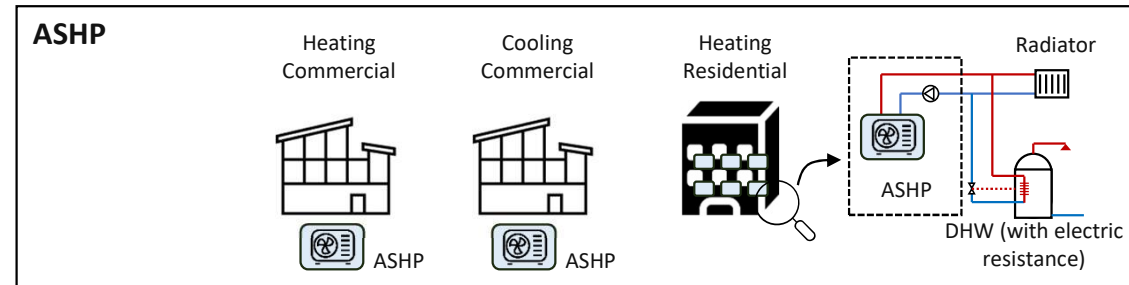 ASHP
Heating
Commercial
Cooling
Commercial
Heating
Residential
Radiator
ASHP
ASHP
ASHP
DHW (with electric
resistance)